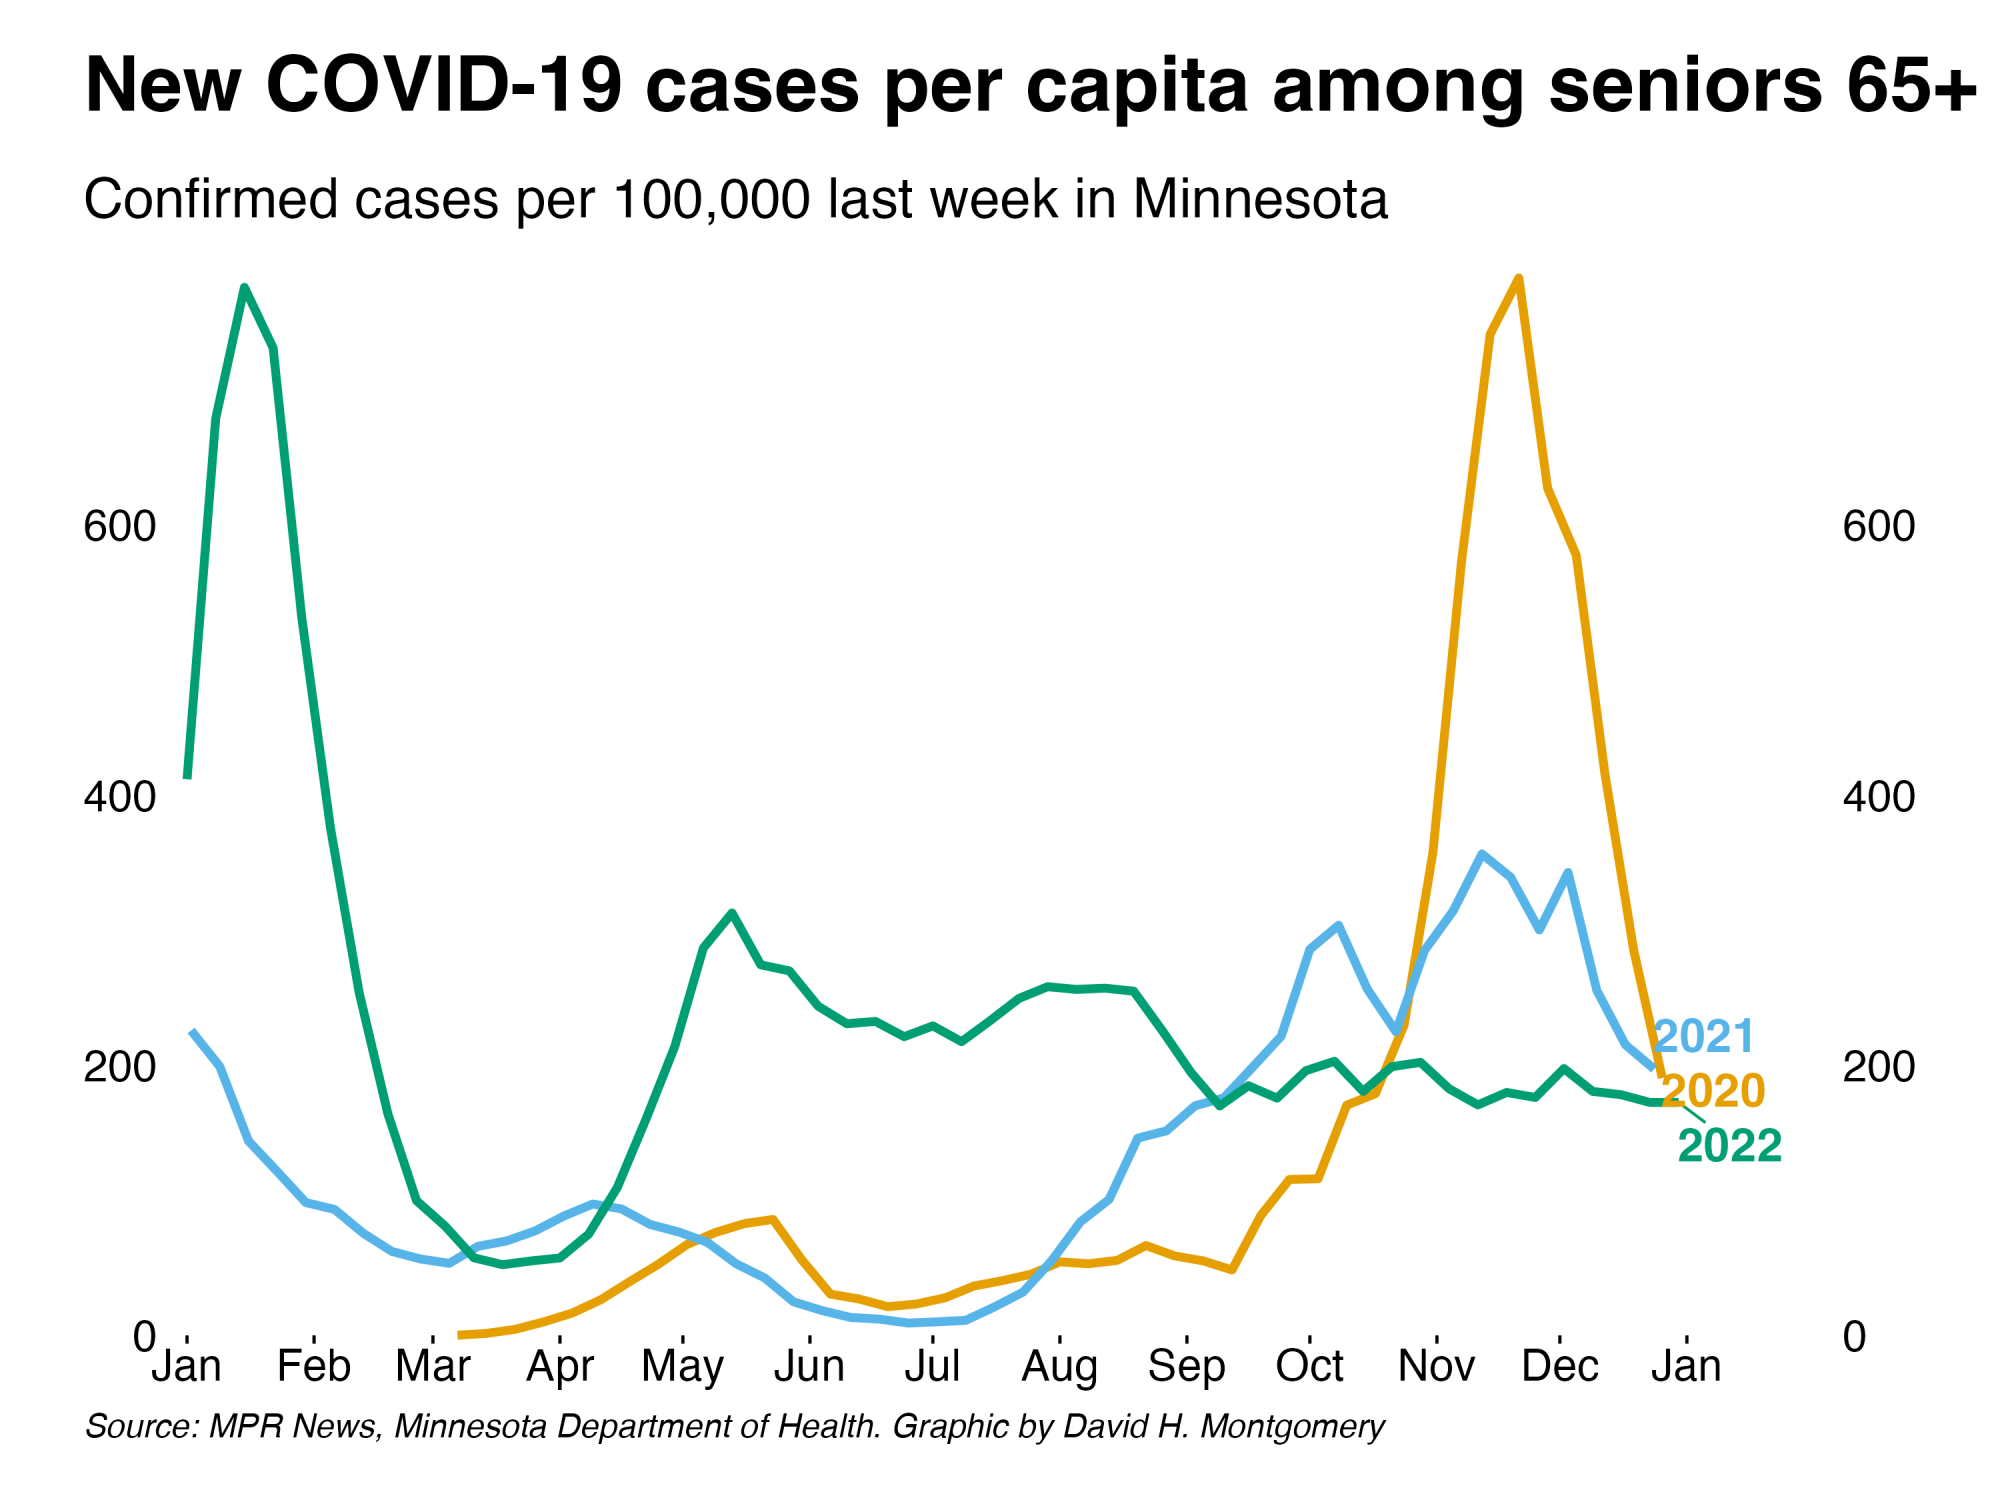 New COVID-19 cases per capita among seniors 65+
Confirmed cases per 100,000 last week in Minnesota
600 600
400 400
2021
200 200
2020
2022
0 0
Jan Feb Mar Apr May Jun Jul Aug Sep Oct Nov Dec Jan
Source: MPR News, Minnesota Department of Health. Graphic by David H. Montgomery